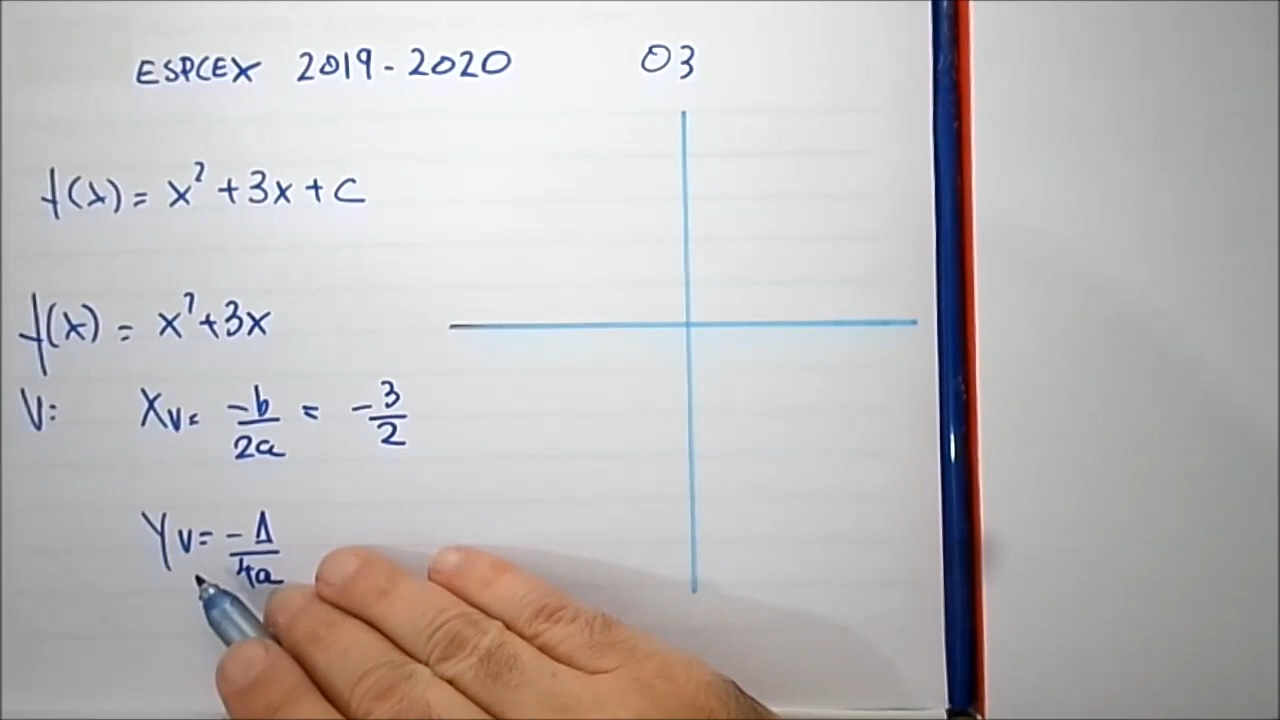 ESPCEX 2019-2020 03
f(x) = x² + 3x + c
f(x) = x² + 3x
V: Xv = -b/2a = -3/2
Yv = -Δ/4a